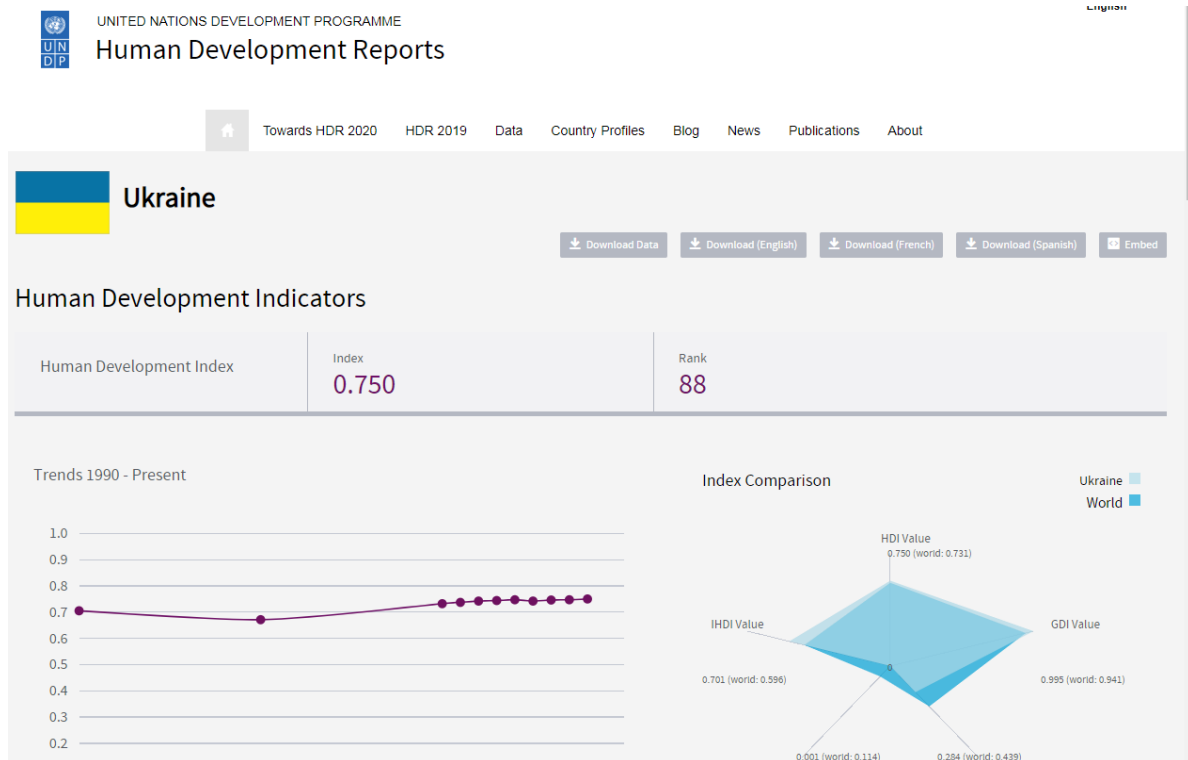 English
UNITED NATIONS DEVELOPMENT PROGRAMME
Human Development Reports
U N
D P
Towards HDR 2020 HDR 2019 Data Country Profiles Blog News Publications About
Ukraine
Download Data Download (English) Download (French) Download (Spanish) Embed
Human Development Indicators
Human Development Index
Index
0.750
Rank
88
Trends 1990 - Present
1.0
0.9
0.8
0.7
0.6
0.5
0.4
0.3
0.2
Index Comparison
Ukraine
World
HDI Value
0.750 (world: 0.731)
IHDI Value
0.701 (world: 0.596)
GDI Value
0.995 (world: 0.941)
0
0.001 (world: 0.114)
0.284 (world: 0.439)